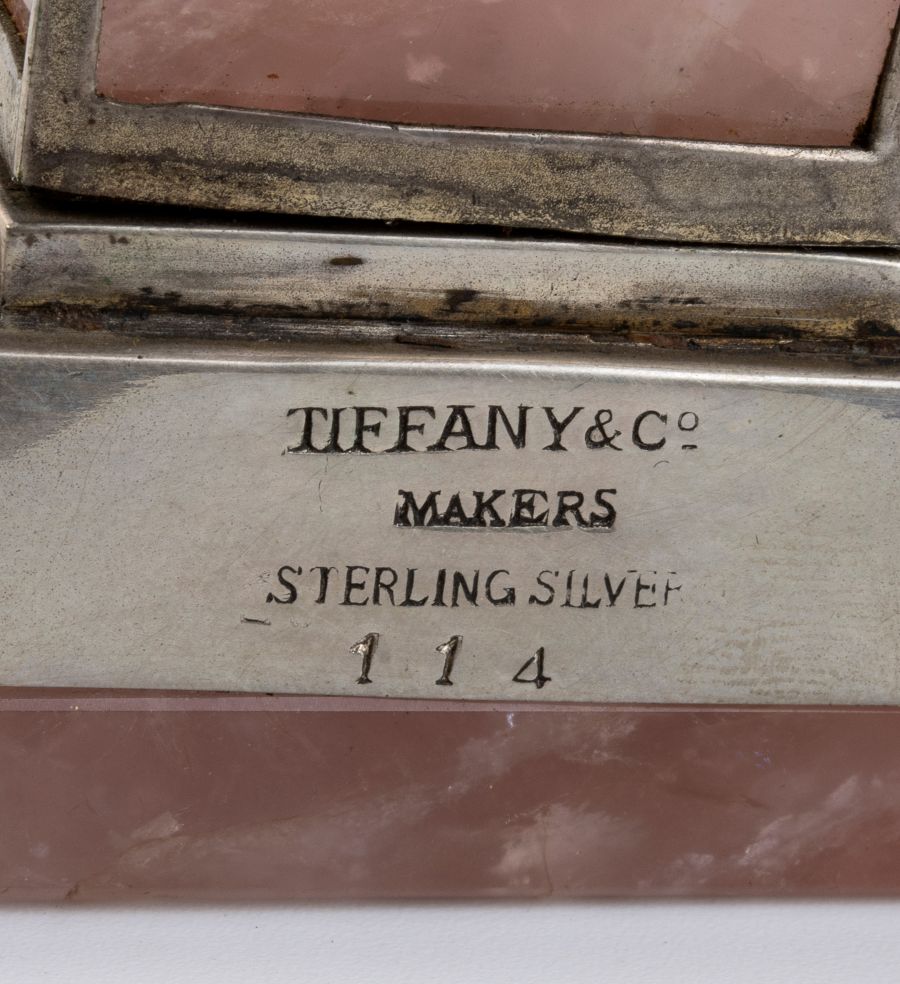 TIFFANY & Cº
MAKERS
STERLING SILVER
114